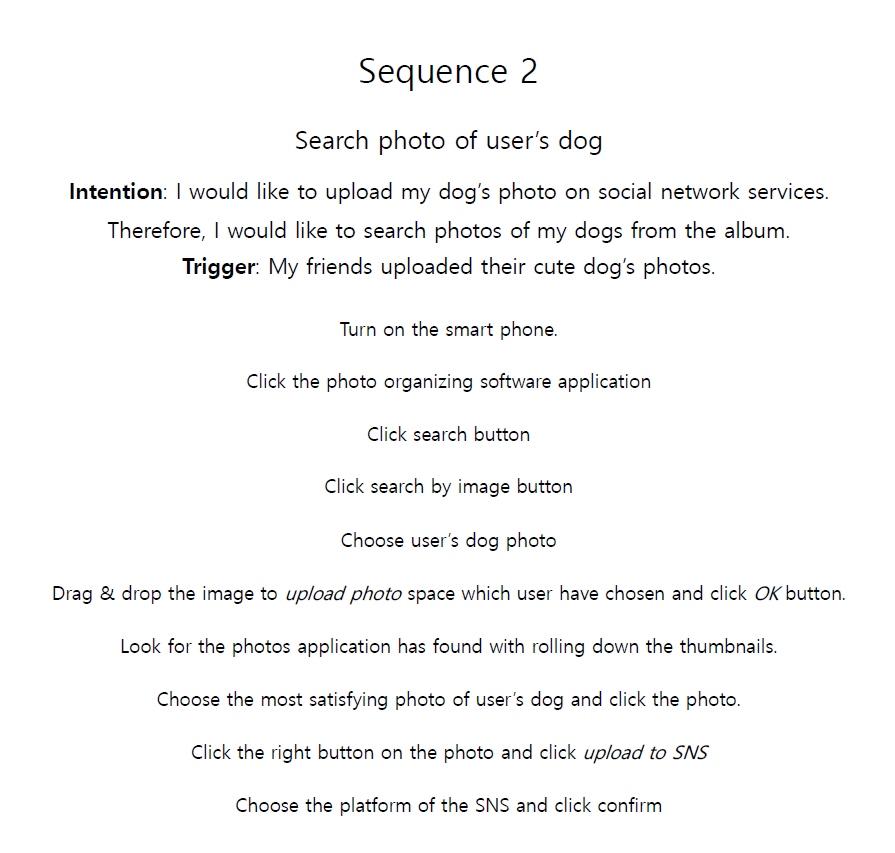 Sequence 2
Search photo of user's dog
Intention: I would like to upload my dog's photo on social network services.
Therefore, I would like to search photos of my dogs from the album.
Trigger: My friends uploaded their cute dog's photos.
Turn on the smart phone.
Click the photo organizing software application
Click search button
Click search by image button
Choose user's dog photo
Drag & drop the image to upload photo space which user have chosen and click OK button.
Look for the photos application has found with rolling down the thumbnails.
Choose the most satisfying photo of user's dog and click the photo.
Click the right button on the photo and click upload to SNS
Choose the platform of the SNS and click confirm